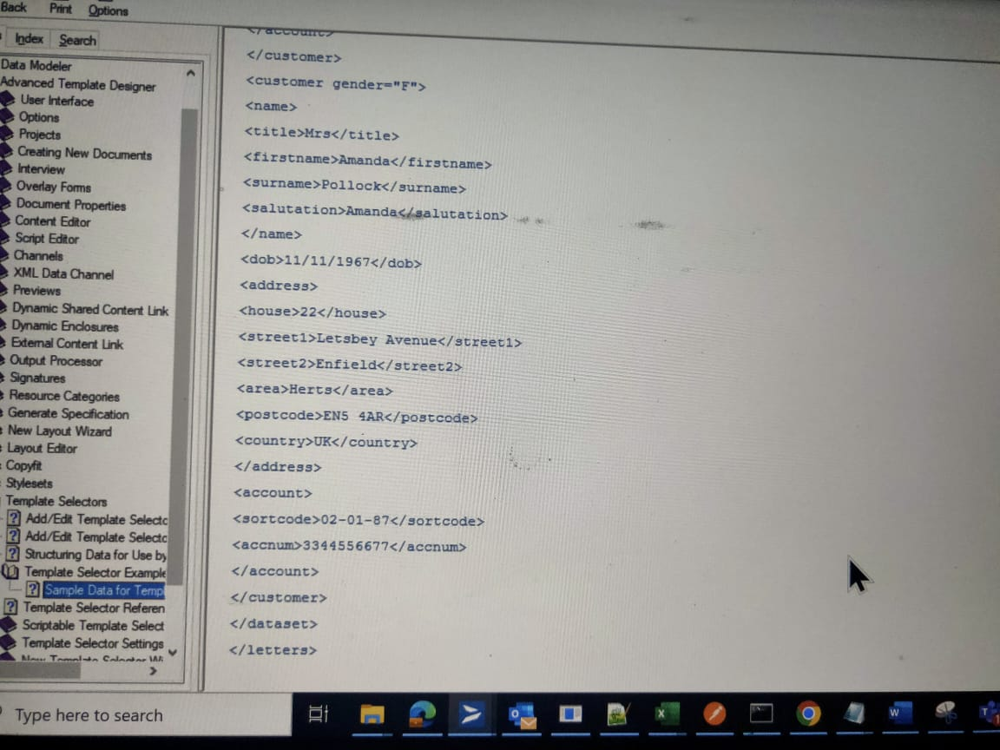 Back Print Options
Index Search
Data Modeler
Advanced Template Designer
User Interface
Options
Projects
Creating New Documents
Interview
Overlay Forms
Document Properties
Content Editor
Script Editor
Channels
XML Data Channel
Previews
Dynamic Shared Content Link
Dynamic Enclosures
External Content Link
Output Processor
Signatures
Resource Categories
Generate Specification
New Layout Wizard
Layout Editor
Copyfit
Stylesets
Template Selectors
Add/Edit Template Selecto
Add/Edit Template Selecto
Structuring Data for Use by
Template Selector Example
Sample Data for Temp
Template Selector Referen
Scriptable Template Select
Template Selector Settings
New Template Selector Wi
</account>
</customer>
<customer gender="F">
<name>
<title>Mrs</title>
<firstname>Amanda</firstname>
<surname>Pollock</surname>
<salutation>Amanda</salutation>
</name>
<dob>11/11/1967</dob>
<address>
<house>22</house>
<street1>Letsbey Avenue</street1>
<street2>Enfield</street2>
<area>Herts</area>
<postcode>EN5 4AR</postcode>
<country>UK</country>
</address>
<account>
<sortcode>02-01-87</sortcode>
<accnum>3344556677</accnum>
</account>
</customer>
</dataset>
</letters>
Type here to search